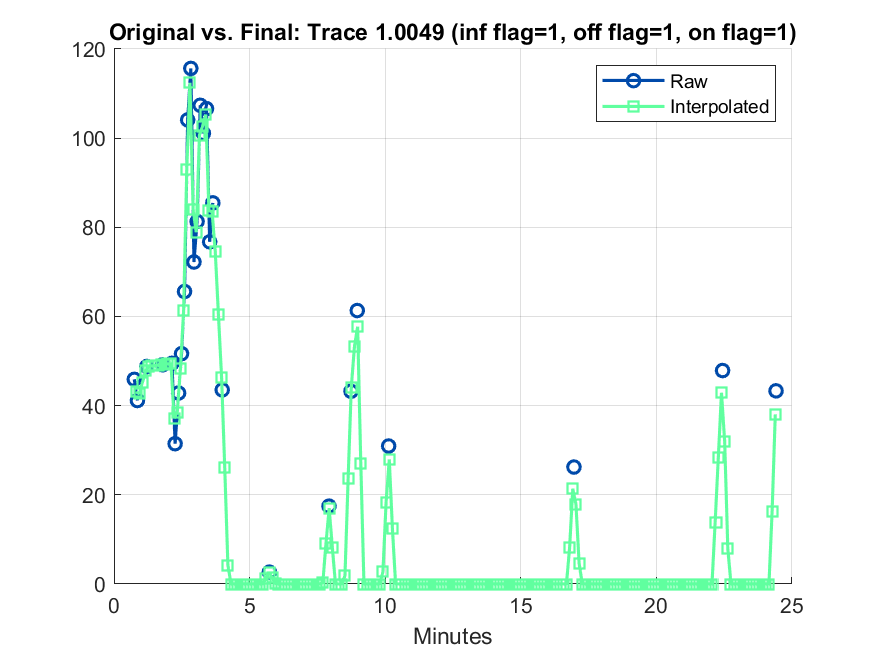 Original vs. Final: Trace 1.0049 (inf flag=1, off flag=1, on flag=1)
120
100
80
60
40
20
0
Raw
Interpolated
0 5 10 15 20 25
Minutes